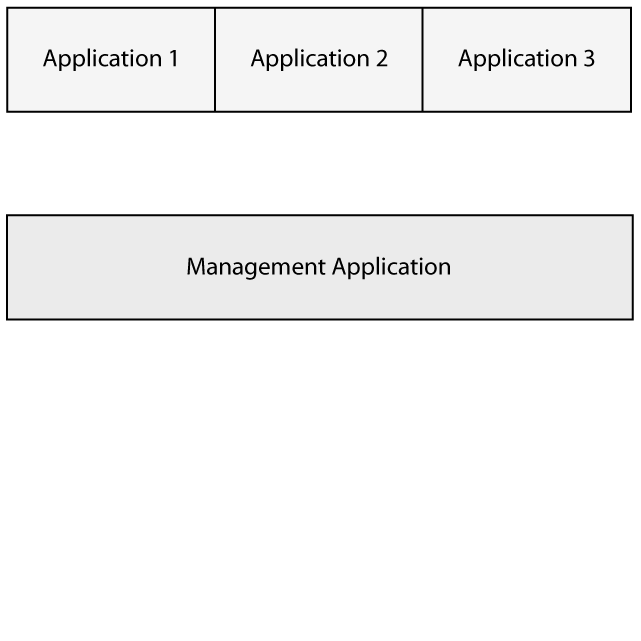 Application 1
Application 2
Application 3
Management Application